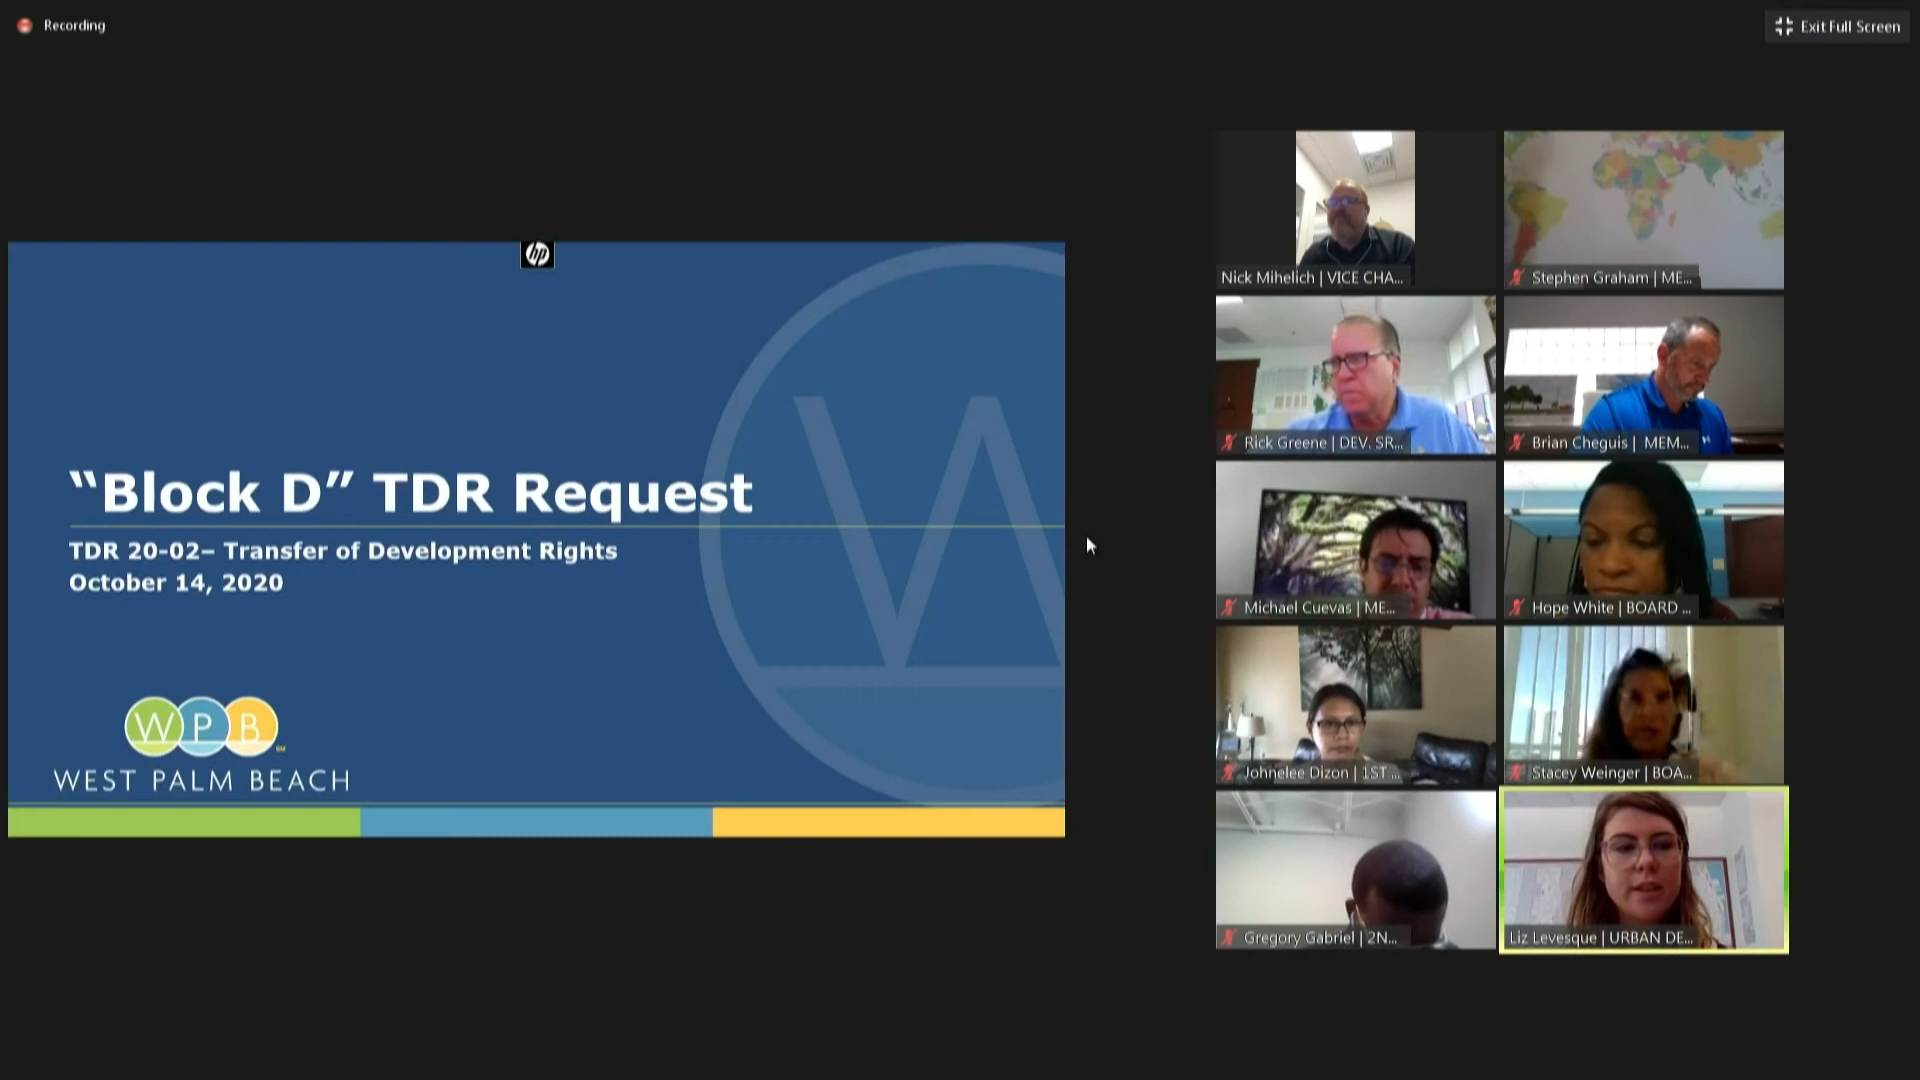 Recording
Exit Full Screen
hp
“Block D” TDR Request
TDR 20-02– Transfer of Development Rights
October 14, 2020
W P B
SM
WEST PALM BEACH
Nick Mihelich | VICE CHA...
Stephen Graham | ME...
Rick Greene | DEV. SR...
Brian Cheguis | MEM...
Michael Cuevas | ME...
Hope White | BOARD ...
Johnelee Dizon | 1ST ...
Stacey Weinger | BOA...
Gregory Gabriel | 2N...
Liz Levesque | URBAN DE...